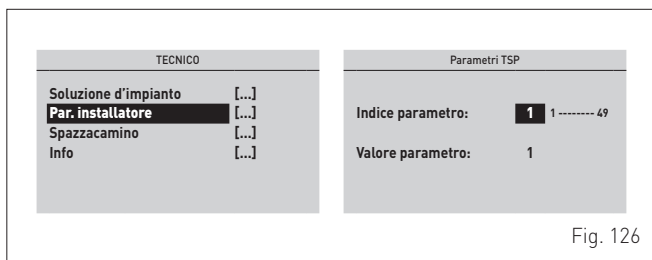 TECNICO
Soluzione d'impianto [...]
Par. installatore [...]
Spazzacamino [...]
Info [...]
Parametri TSP
Indice parametro: 1 1 -------- 49
Valore parametro: 1
Fig. 126